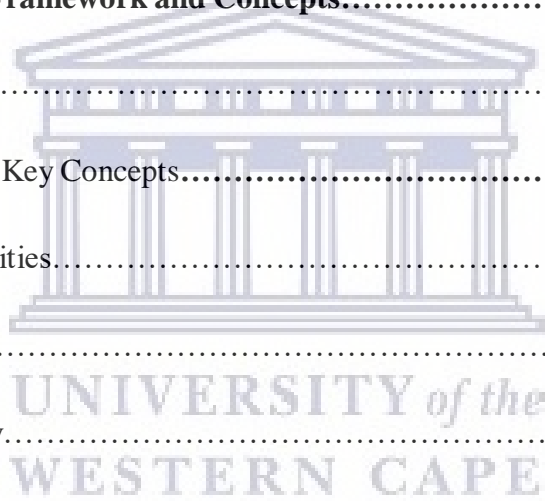 Framework and Concepts....................
................................................................
Key Concepts....................................
ities................................................
................................................................
UNIVERSITY of the
y................................................................
WESTERN CAPE